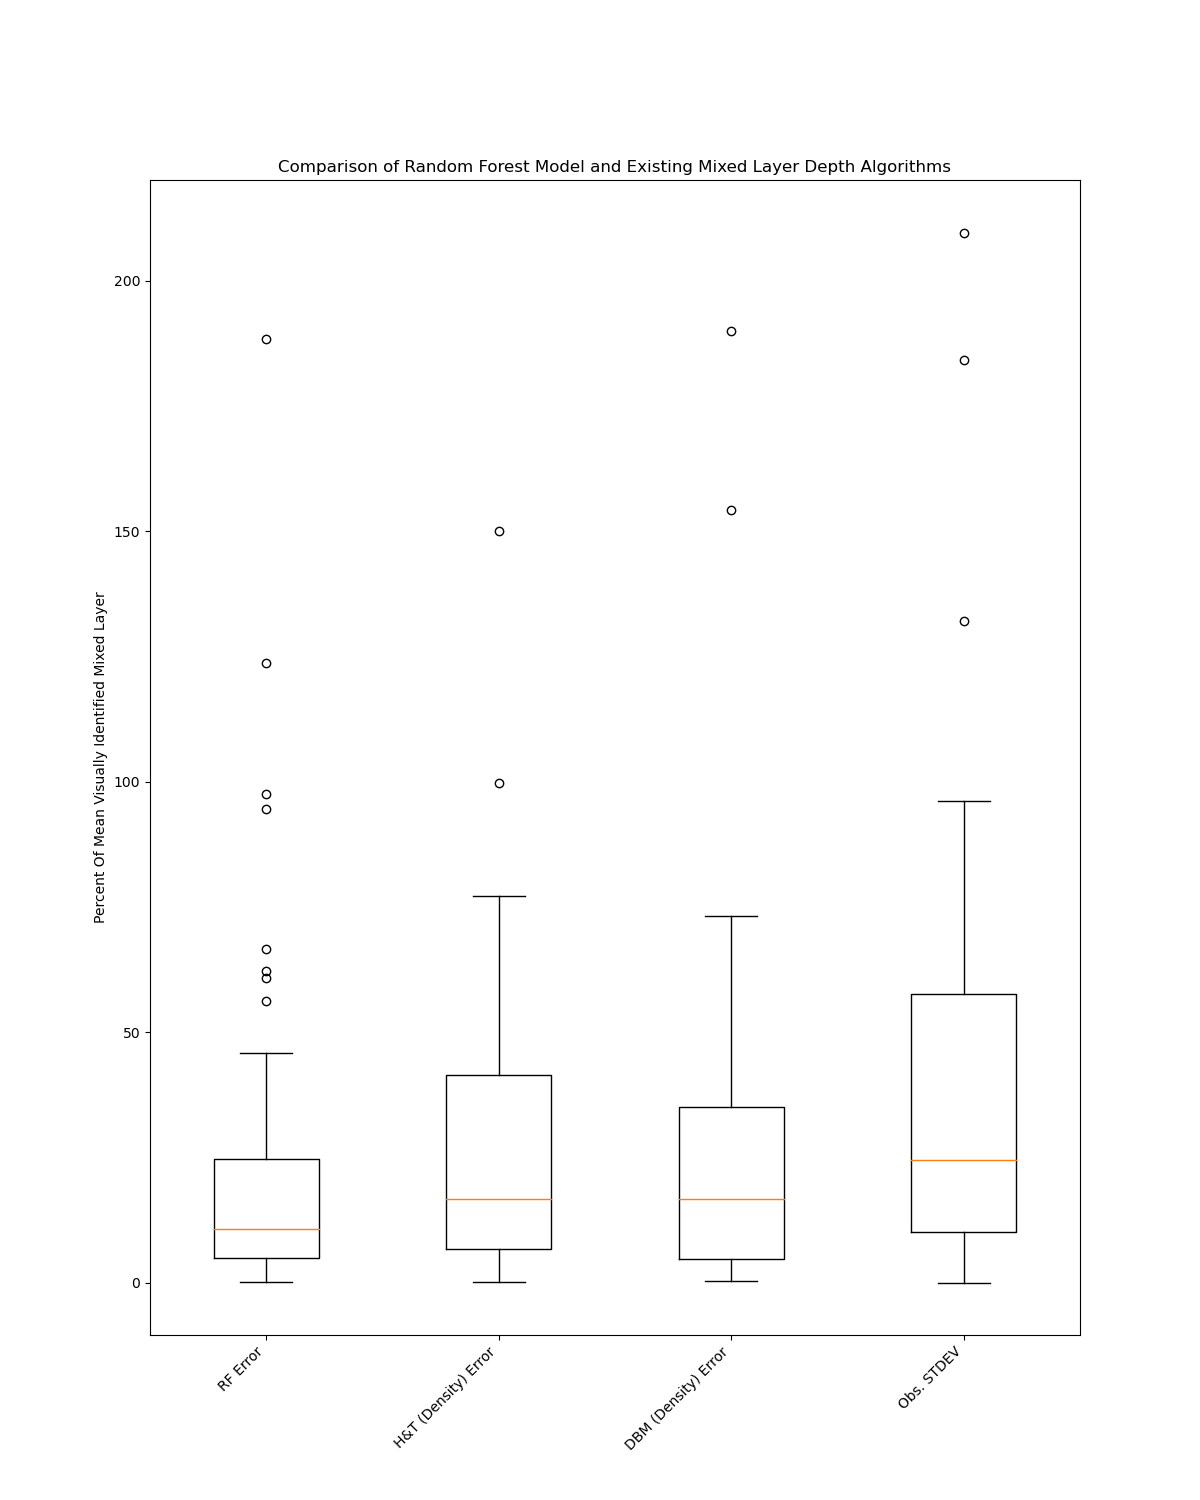 Comparison of Random Forest Model and Existing Mixed Layer Depth Algorithms
Percent Of Mean Visually Identified Mixed Layer
200
150
100
50
0
RF Error
H&T (Density) Error
DBM (Density) Error
Obs. STDEV